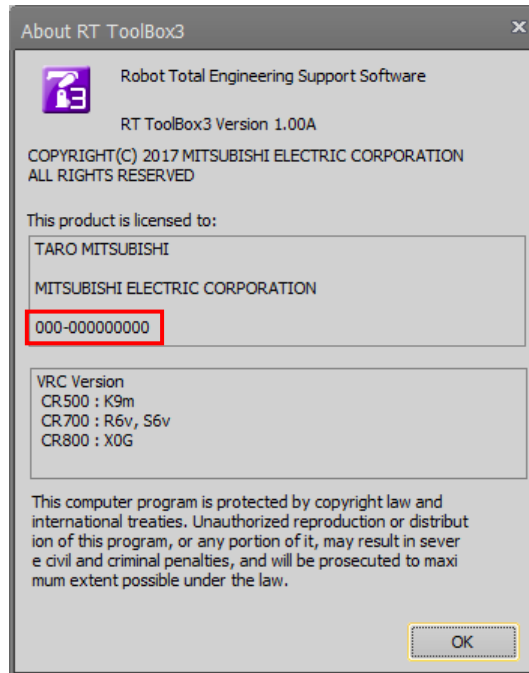 About RT ToolBox3
x
3
Robot Total Engineering Support Software
RT ToolBox3 Version 1.00A
COPYRIGHT(C) 2017 MITSUBISHI ELECTRIC CORPORATION
ALL RIGHTS RESERVED
This product is licensed to:
TARO MITSUBISHI
MITSUBISHI ELECTRIC CORPORATION
000-000000000
VRC Version
CR500 : K9m
CR700 : R6v, S6v
CR800 : X0G
This computer program is protected by copyright law and
international treaties. Unauthorized reproduction or distribut
ion of this program, or any portion of it, may result in sever
e civil and criminal penalties, and will be prosecuted to maxi
mum extent possible under the law.
OK